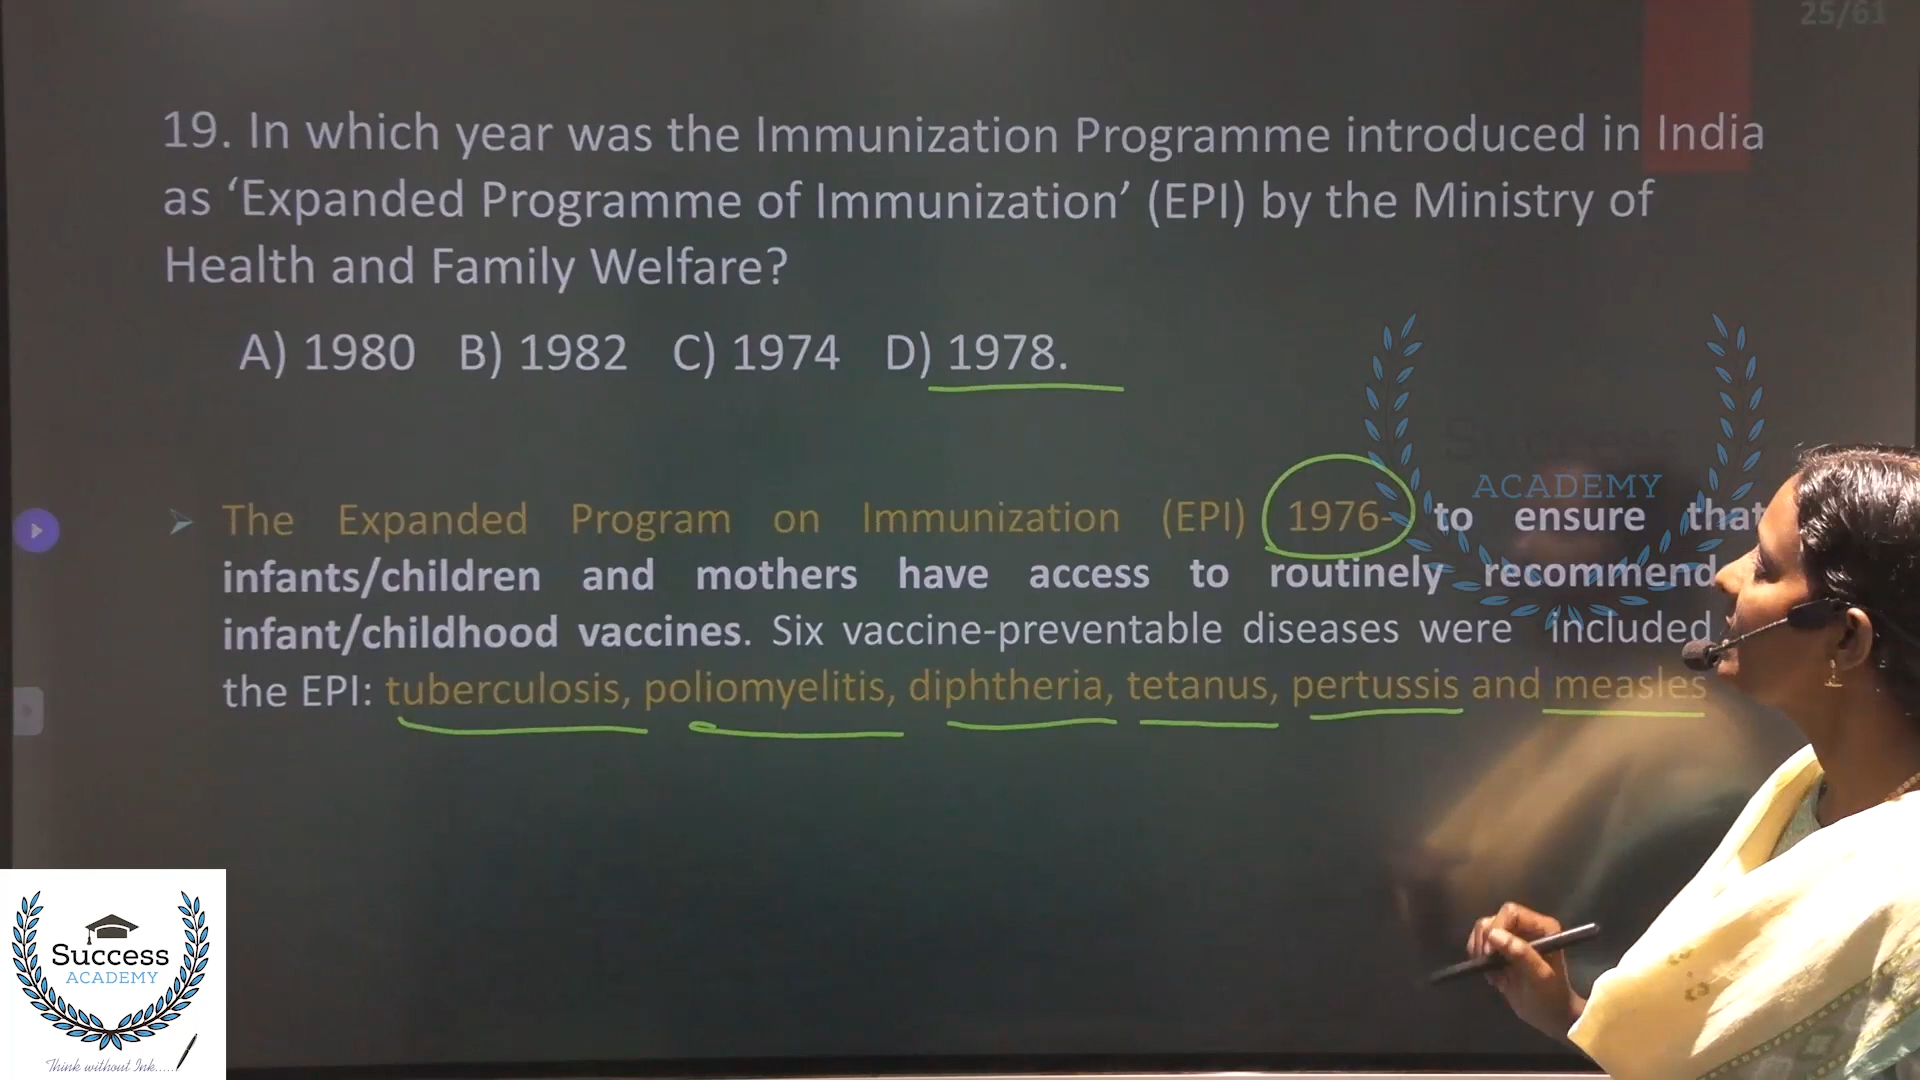 25/61
19. In which year was the Immunization Programme introduced in India
as ‘Expanded Programme of Immunization’ (EPI) by the Ministry of
Health and Family Welfare?
A) 1980 B) 1982 C) 1974 D) 1978.
Success
ACADEMY
The Expanded Program on Immunization (EPI) 1976- to ensure that
infants/children and mothers have access to routinely recommend
infant/childhood vaccines. Six vaccine-preventable diseases were included
the EPI: tuberculosis, poliomyelitis, diphtheria, tetanus, pertussis and measles
Success
ACADEMY
Think without Ink.....